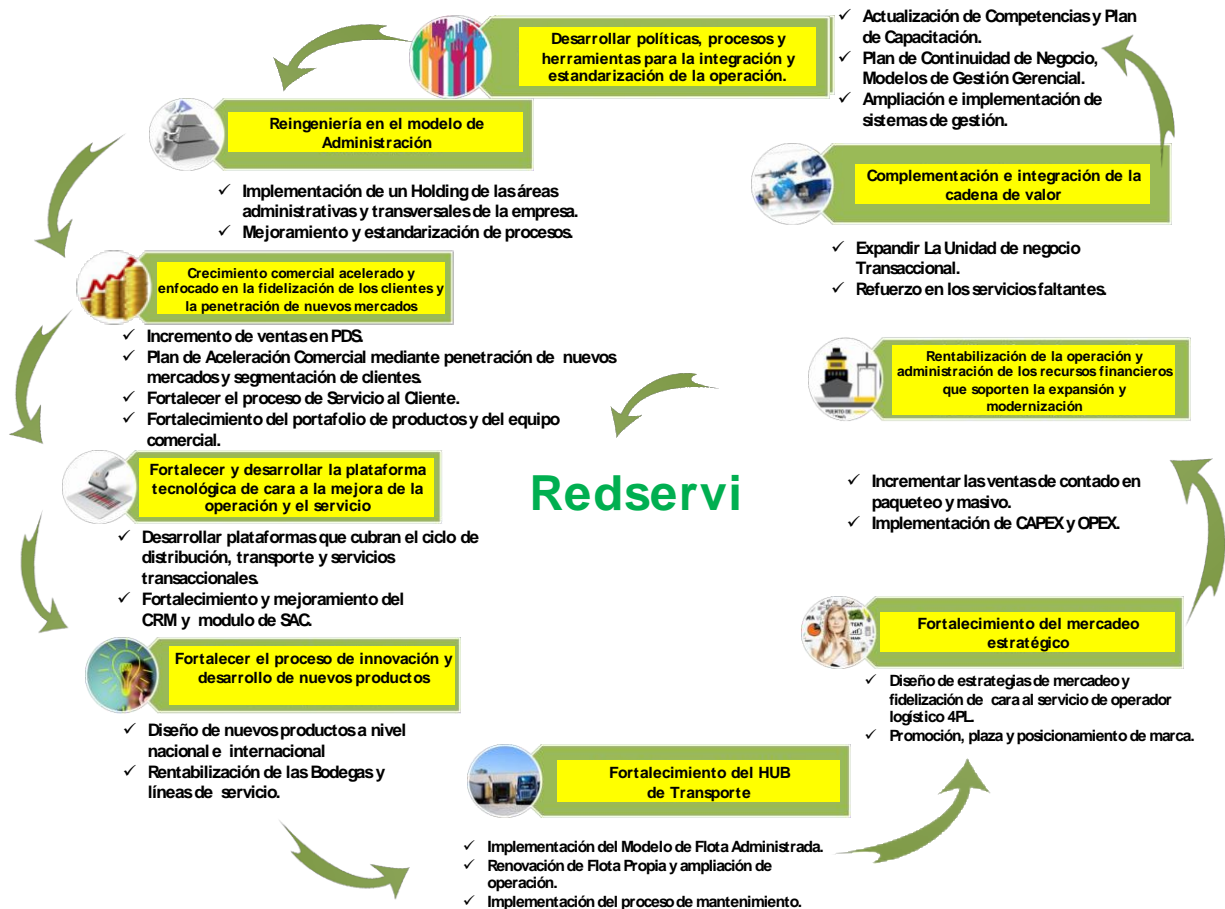 Desarrollar políticas, procesos y
herramientas para la integración y
estandarización de la operación.
✓ Actualización de Competencias y Plan
de Capacitación.
✓ Plan de Continuidad de Negocio,
Modelos de Gestión Gerencial.
✓ Ampliación e implementación de
sistemas de gestión.
Reingeniería en el modelo de
Administración
✓ Implementación de un Holding de las áreas
administrativas y transversales de la empresa.
✓ Mejoramiento y estandarización de procesos.
Crecimiento comercial acelerado y
enfocado en la fidelización de los clientes y
la penetración de nuevos mercados
✓ Incremento de ventas en PDS.
✓ Plan de Aceleración Comercial mediante penetración de nuevos
mercados y segmentación de clientes.
✓ Fortalecer el proceso de Servicio al Cliente.
✓ Fortalecimiento del portafolio de productos y del equipo
comercial.
Fortalecer y desarrollar la plataforma
tecnológica de cara a la mejora de la
operación y el servicio
✓ Desarrollar plataformas que cubran el ciclo de
distribución, transporte y servicios
transaccionales.
✓ Fortalecimiento y mejoramiento del
CRM y modulo de SAC.
Fortalecer el proceso de innovación y
desarrollo de nuevos productos
✓ Diseño de nuevos productos a nivel
nacional e internacional
✓ Rentabilización de las Bodegas y
líneas de servicio.
Redservi
Fortalecimiento del HUB
de Transporte
✓ Implementación del Modelo de Flota Administrada.
✓ Renovación de Flota Propia y ampliación de
operación.
✓ Implementación del proceso de mantenimiento.
Fortalecimiento del mercadeo
estratégico
✓ Diseño de estrategias de mercadeo y
fidelización de cara al servicio de operador
logístico 4PL.
✓ Promoción, plaza y posicionamiento de marca.
Rentabilización de la operación y
administración de los recursos financieros
que soporten la expansión y
modernización
PUERTO DE
✓ Incrementar las ventas de contado en
paqueteo y masivo.
✓ Implementación de CAPEX y OPEX.
Complementación e integración de la
cadena de valor
✓ Expandir La Unidad de negocio
Transaccional.
✓ Refuerzo en los servicios faltantes.
TEAM